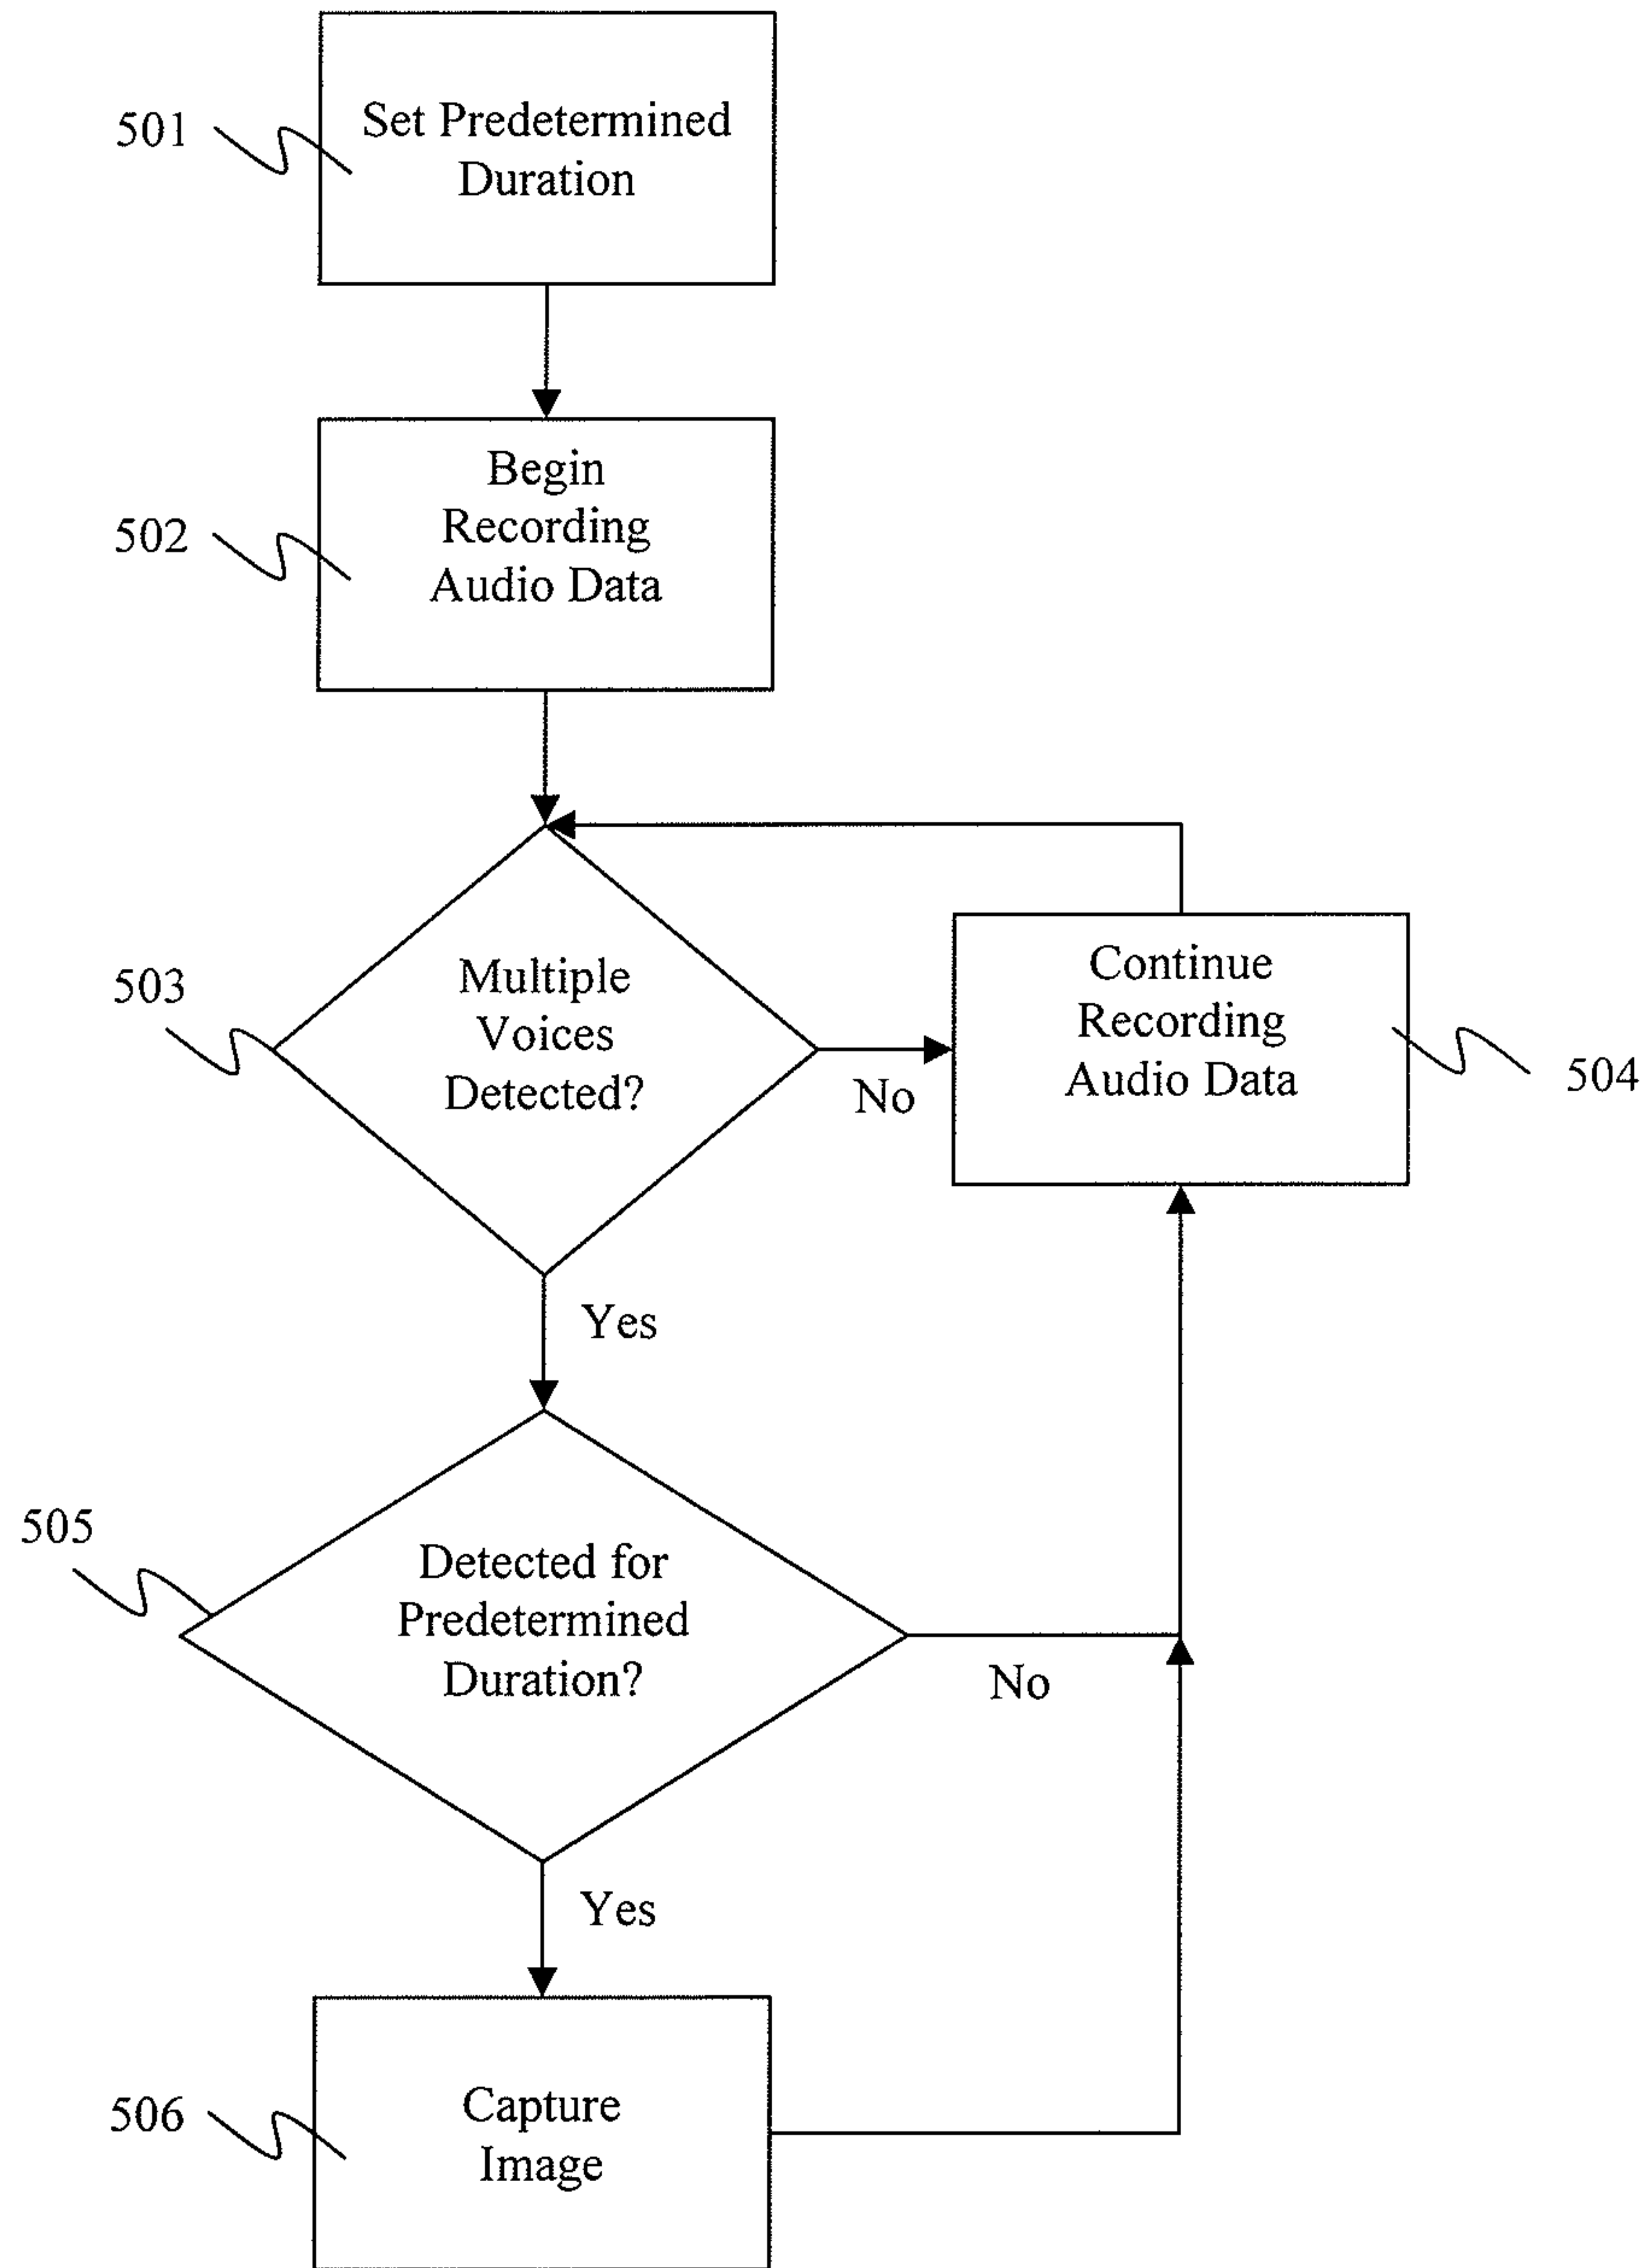 501
Set Predetermined
Duration
502
Begin
Recording
Audio Data
503
Multiple
Voices
Detected?
No
Continue
Recording
Audio Data
504
Yes
505
Detected for
Predetermined
Duration?
No
Yes
506
Capture
Image